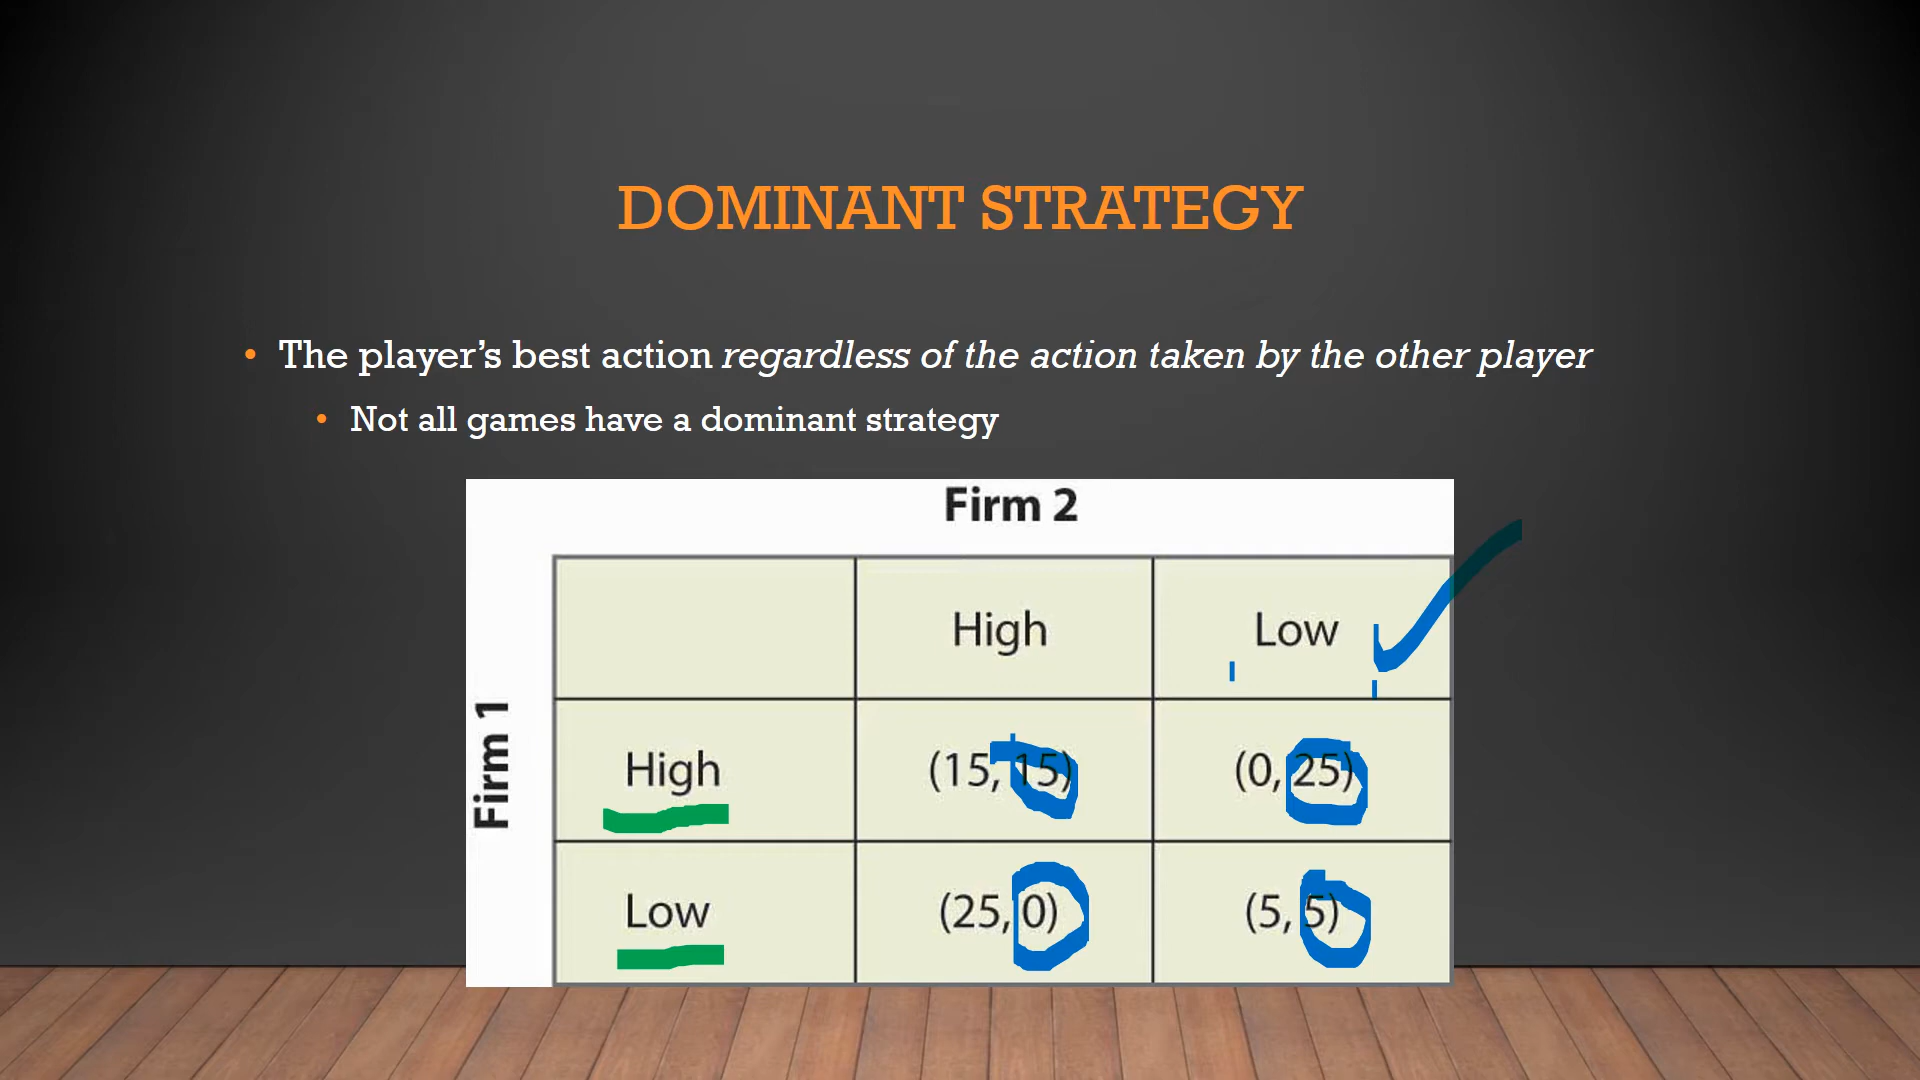 DOMINANT STRATEGY
• The player's best action regardless of the action taken by the other player
• Not all games have a dominant strategy
Firm 2
High Low
Firm 1
High (15, 15) (0, 25)
Low (25, 0) (5, 5)